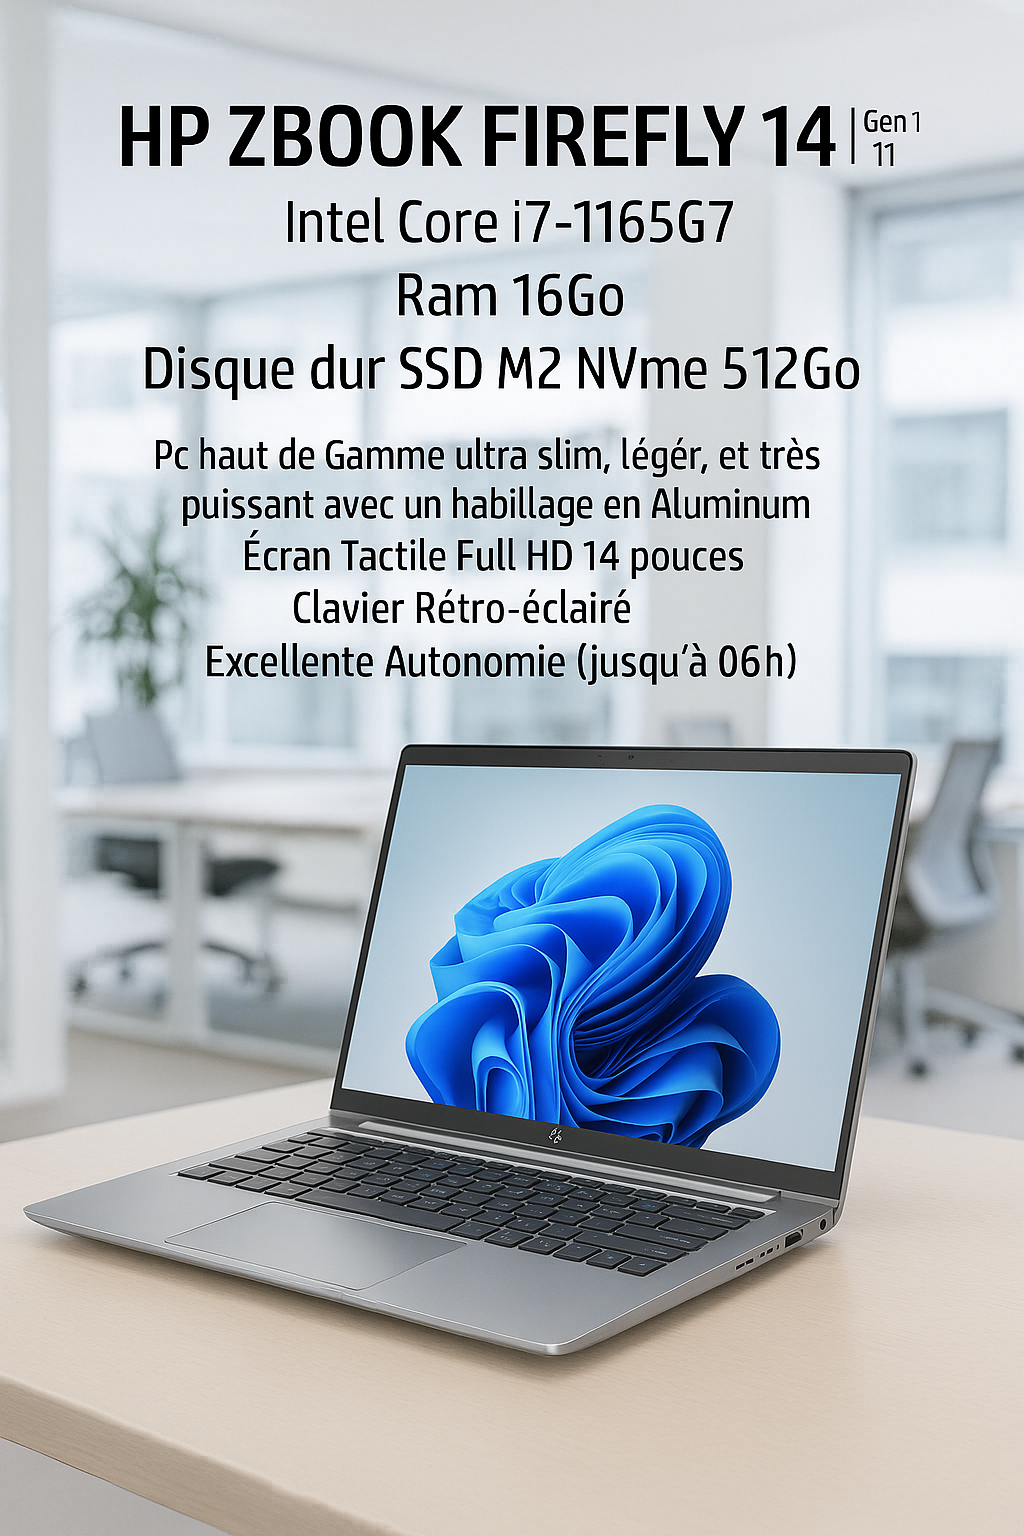 HP ZBOOK FIREFLY 14 | Gen 1
11
Intel Core i7-1165G7
Ram 16Go
Disque dur SSD M2 NVme 512Go
Pc haut de Gamme ultra slim, légér, et très
puissant avec un habillage en Aluminum
Écran Tactile Full HD 14 pouces
Clavier Rétro-éclairé
Excellente Autonomie (jusqu'à 06h)